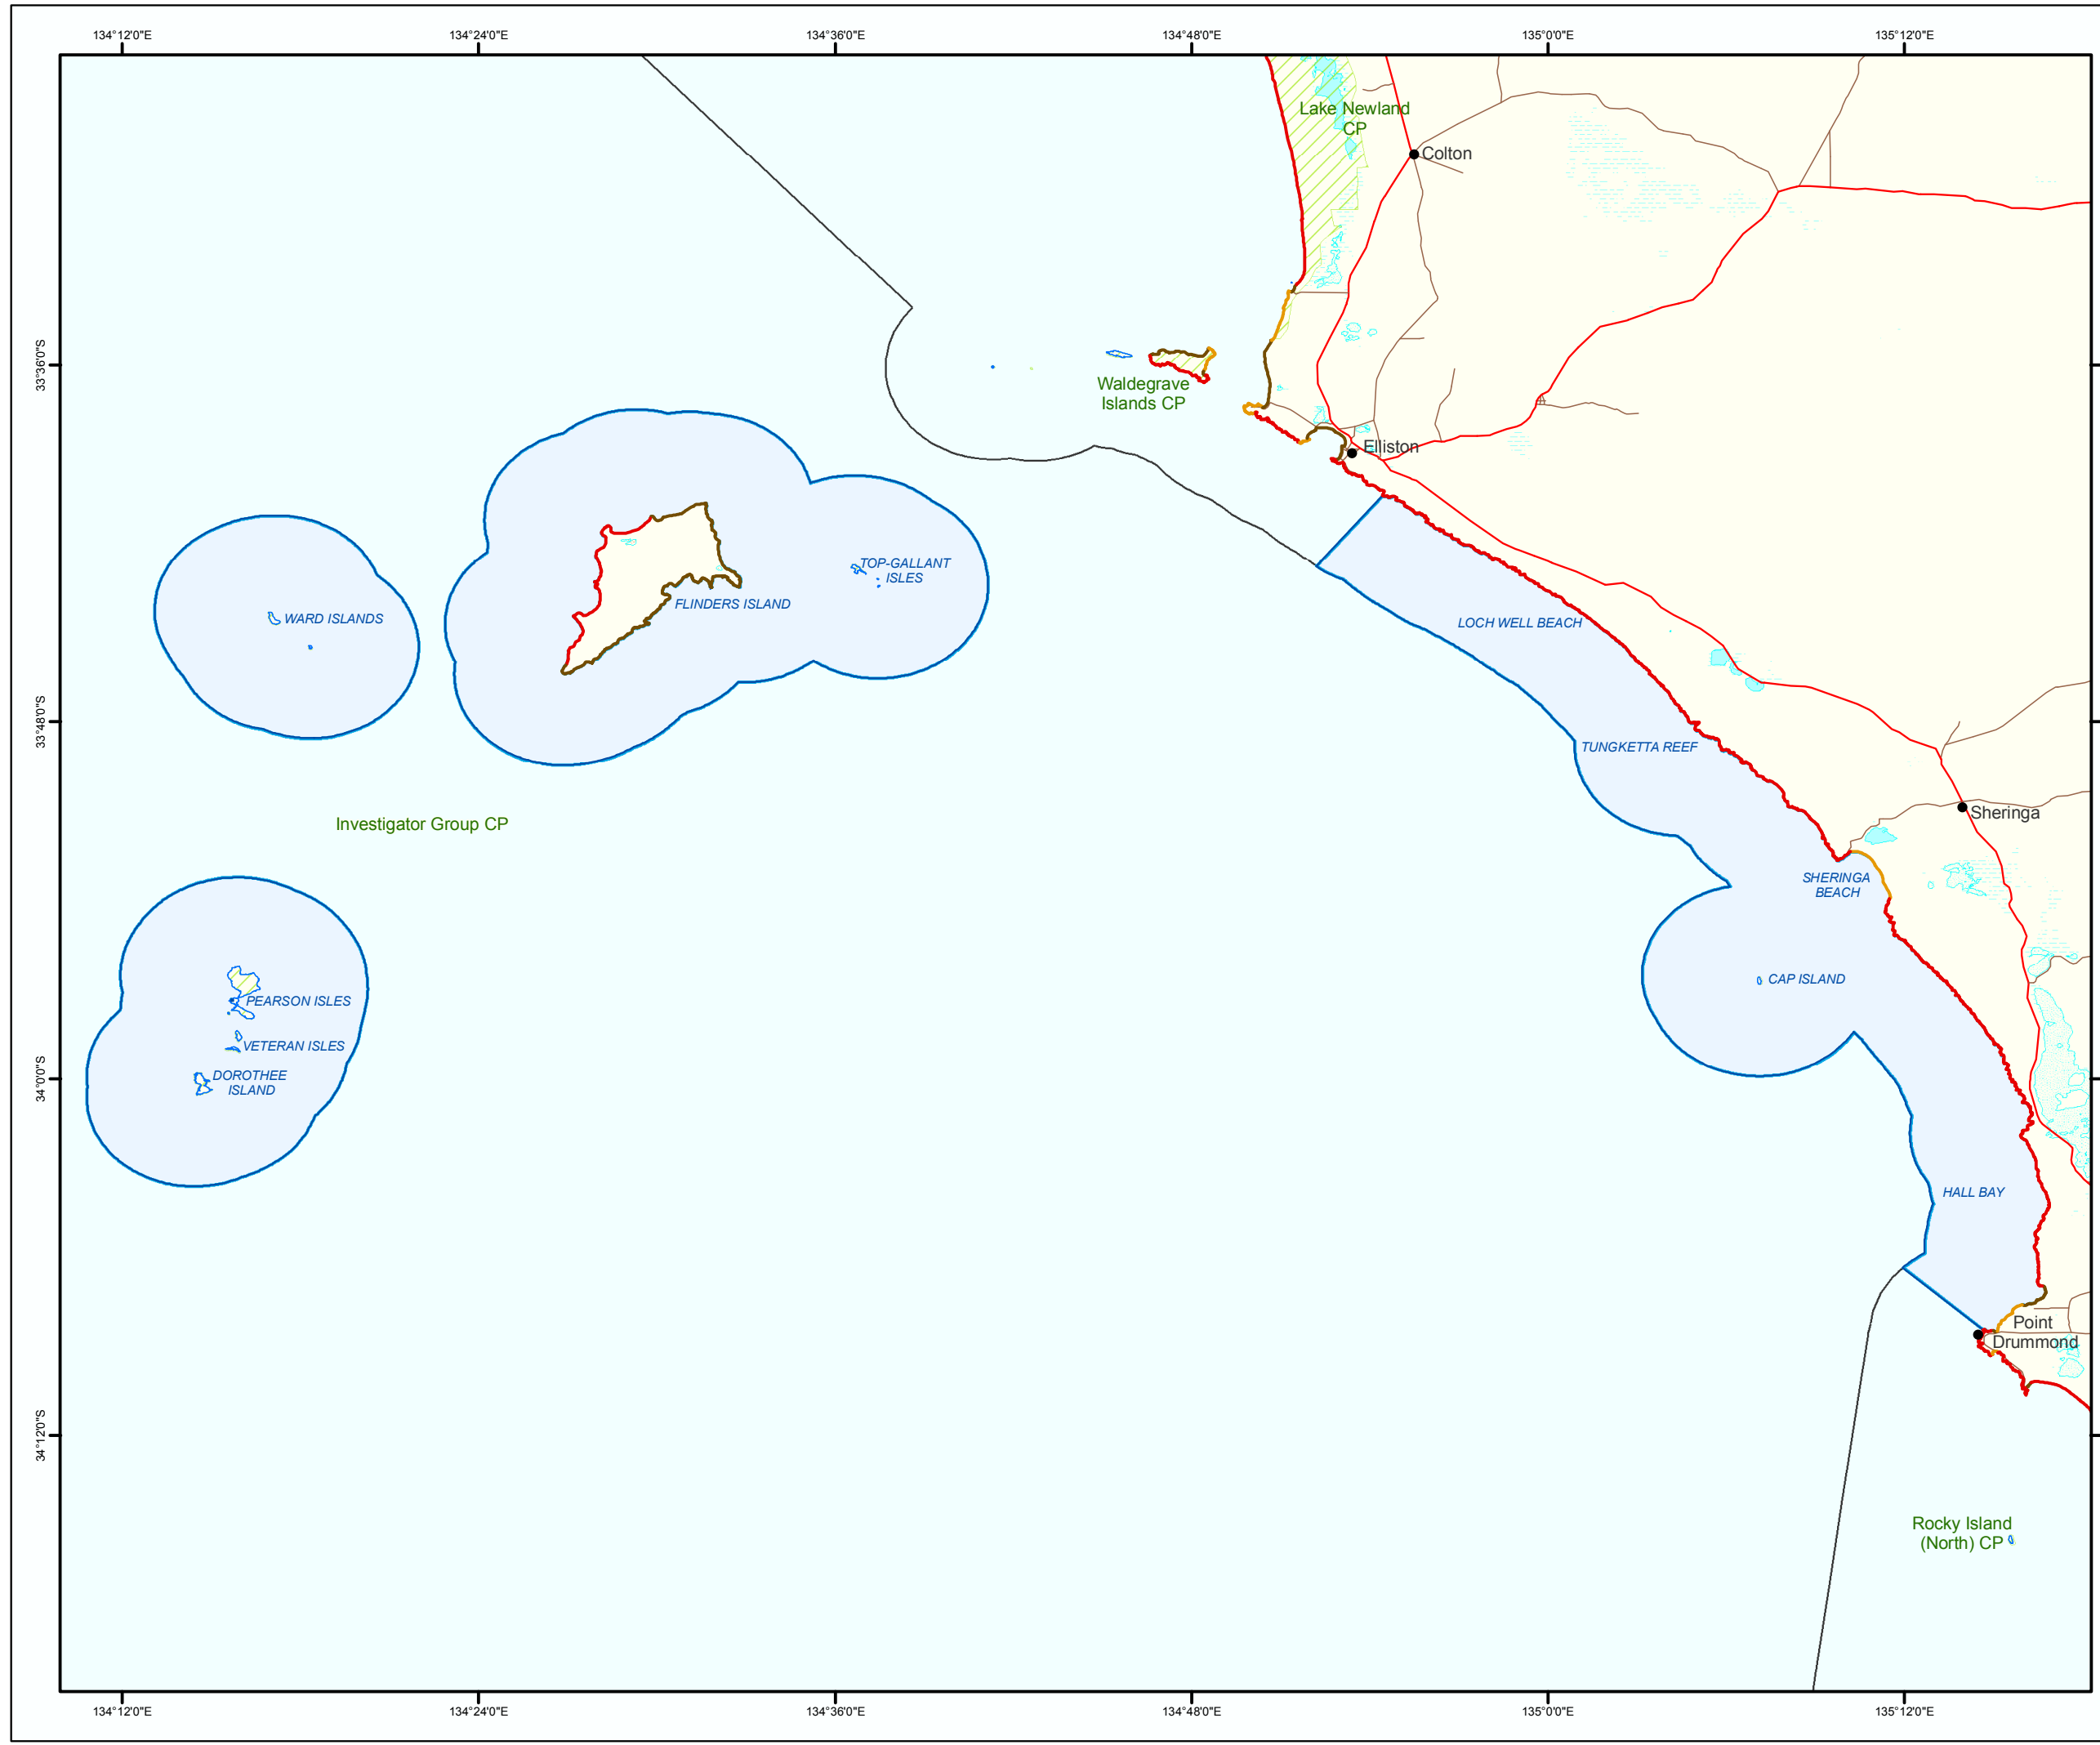 134°12'0"E
134°24'0"E
134°36'0"E
134°48'0"E
135°0'0"E
135°12'0"E
Lake Newland
CP
Colton
33°36'0"S
Waldegrave
Islands CP
Elliston
TOP-GALLANT
ISLES
FLINDERS ISLAND
WARD ISLANDS
LOCH WELL BEACH
33°48'0"S
TUNGKETTA REEF
Sheringa
Investigator Group CP
SHERINGA
BEACH
CAP ISLAND
PEARSON ISLES
VETERAN ISLES
DOROTHEE
ISLAND
34°0'0"S
HALL BAY
Point
Drummond
34°12'0"S
Rocky Island
(North) CP
134°12'0"E
134°24'0"E
134°36'0"E
134°48'0"E
135°0'0"E
135°12'0"E